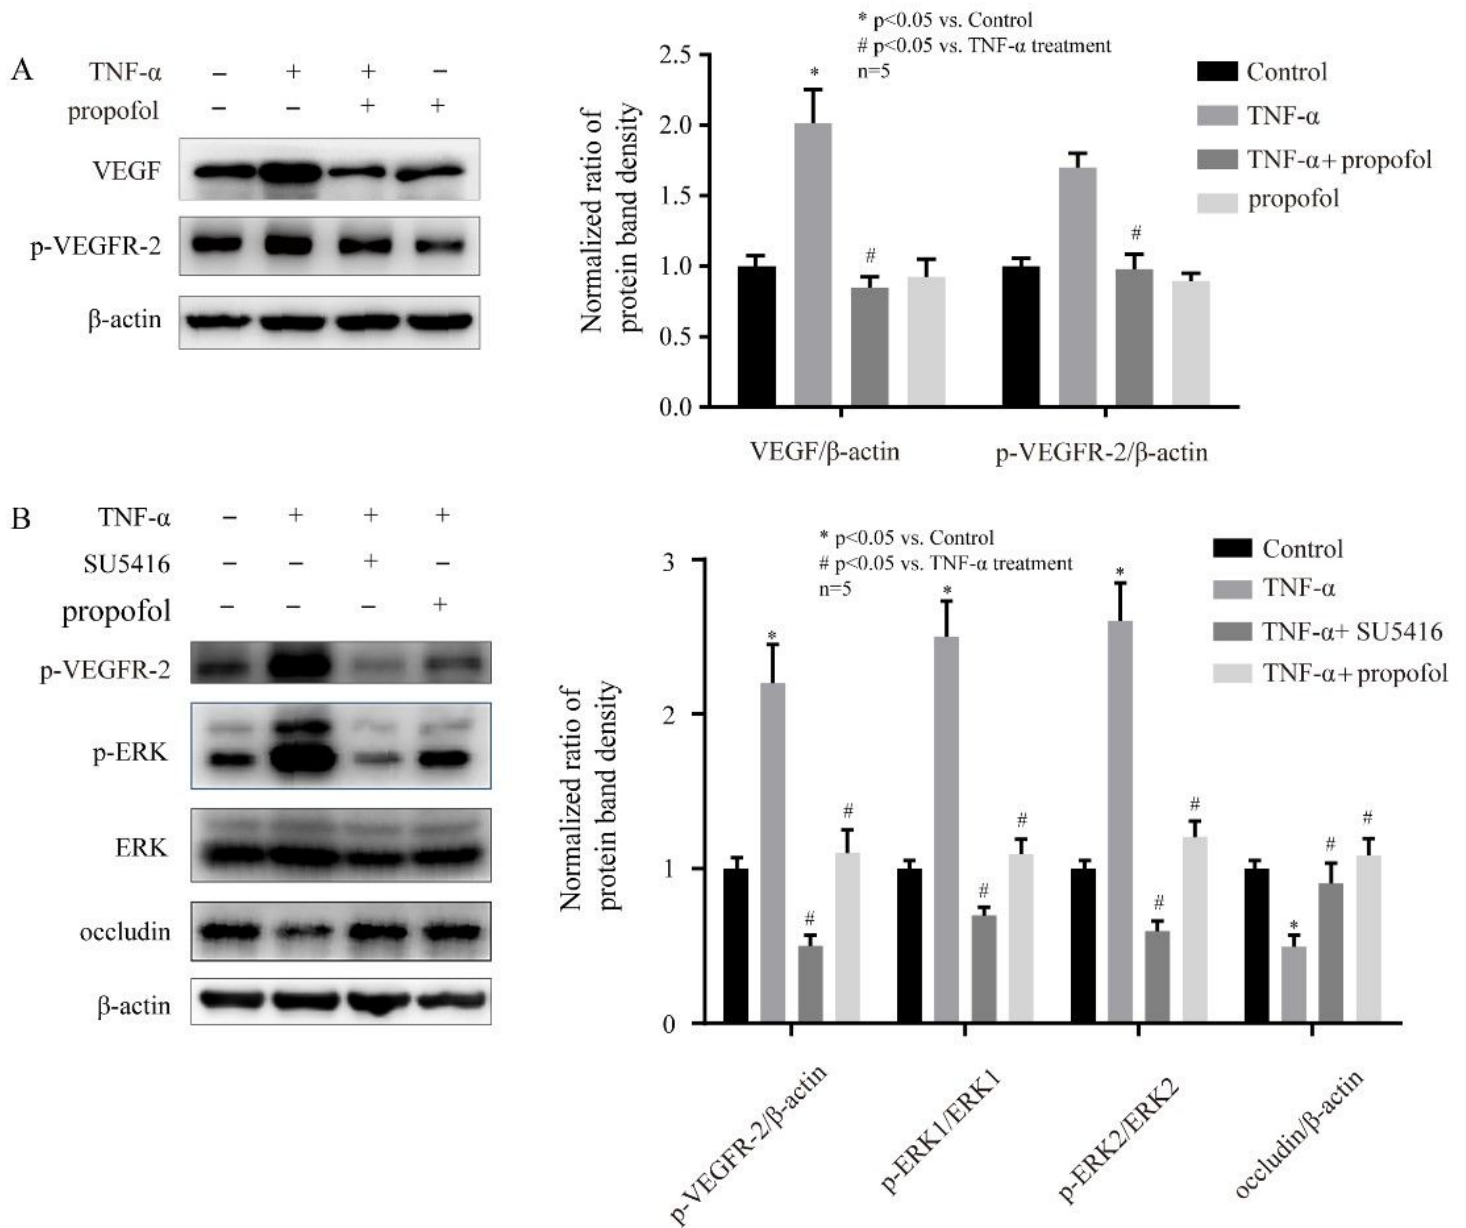 A
TNF-α − + + −
propofol − − + +
VEGF
p-VEGFR-2
β-actin
* p<0.05 vs. Control
# p<0.05 vs. TNF-α treatment
n=5
Normalized ratio of
protein band density
2.5
2.0
1.5
1.0
0.5
0.0
*
#
#
VEGF/β-actin
p-VEGFR-2/β-actin
Control
TNF-α
TNF-α+ propofol
propofol
B
TNF-α − + + +
SU5416 − − + −
propofol − − − +
p-VEGFR-2
p-ERK
ERK
occludin
β-actin
* p<0.05 vs. Control
# p<0.05 vs. TNF-α treatment
n=5
Normalized ratio of
protein band density
3
2
1
0
* # #
* # #
* # #
* # #
p-VEGFR-2/β-actin
p-ERK1/ERK1
p-ERK2/ERK2
occludin/β-actin
Control
TNF-α
TNF-α+ SU5416
TNF-α+ propofol